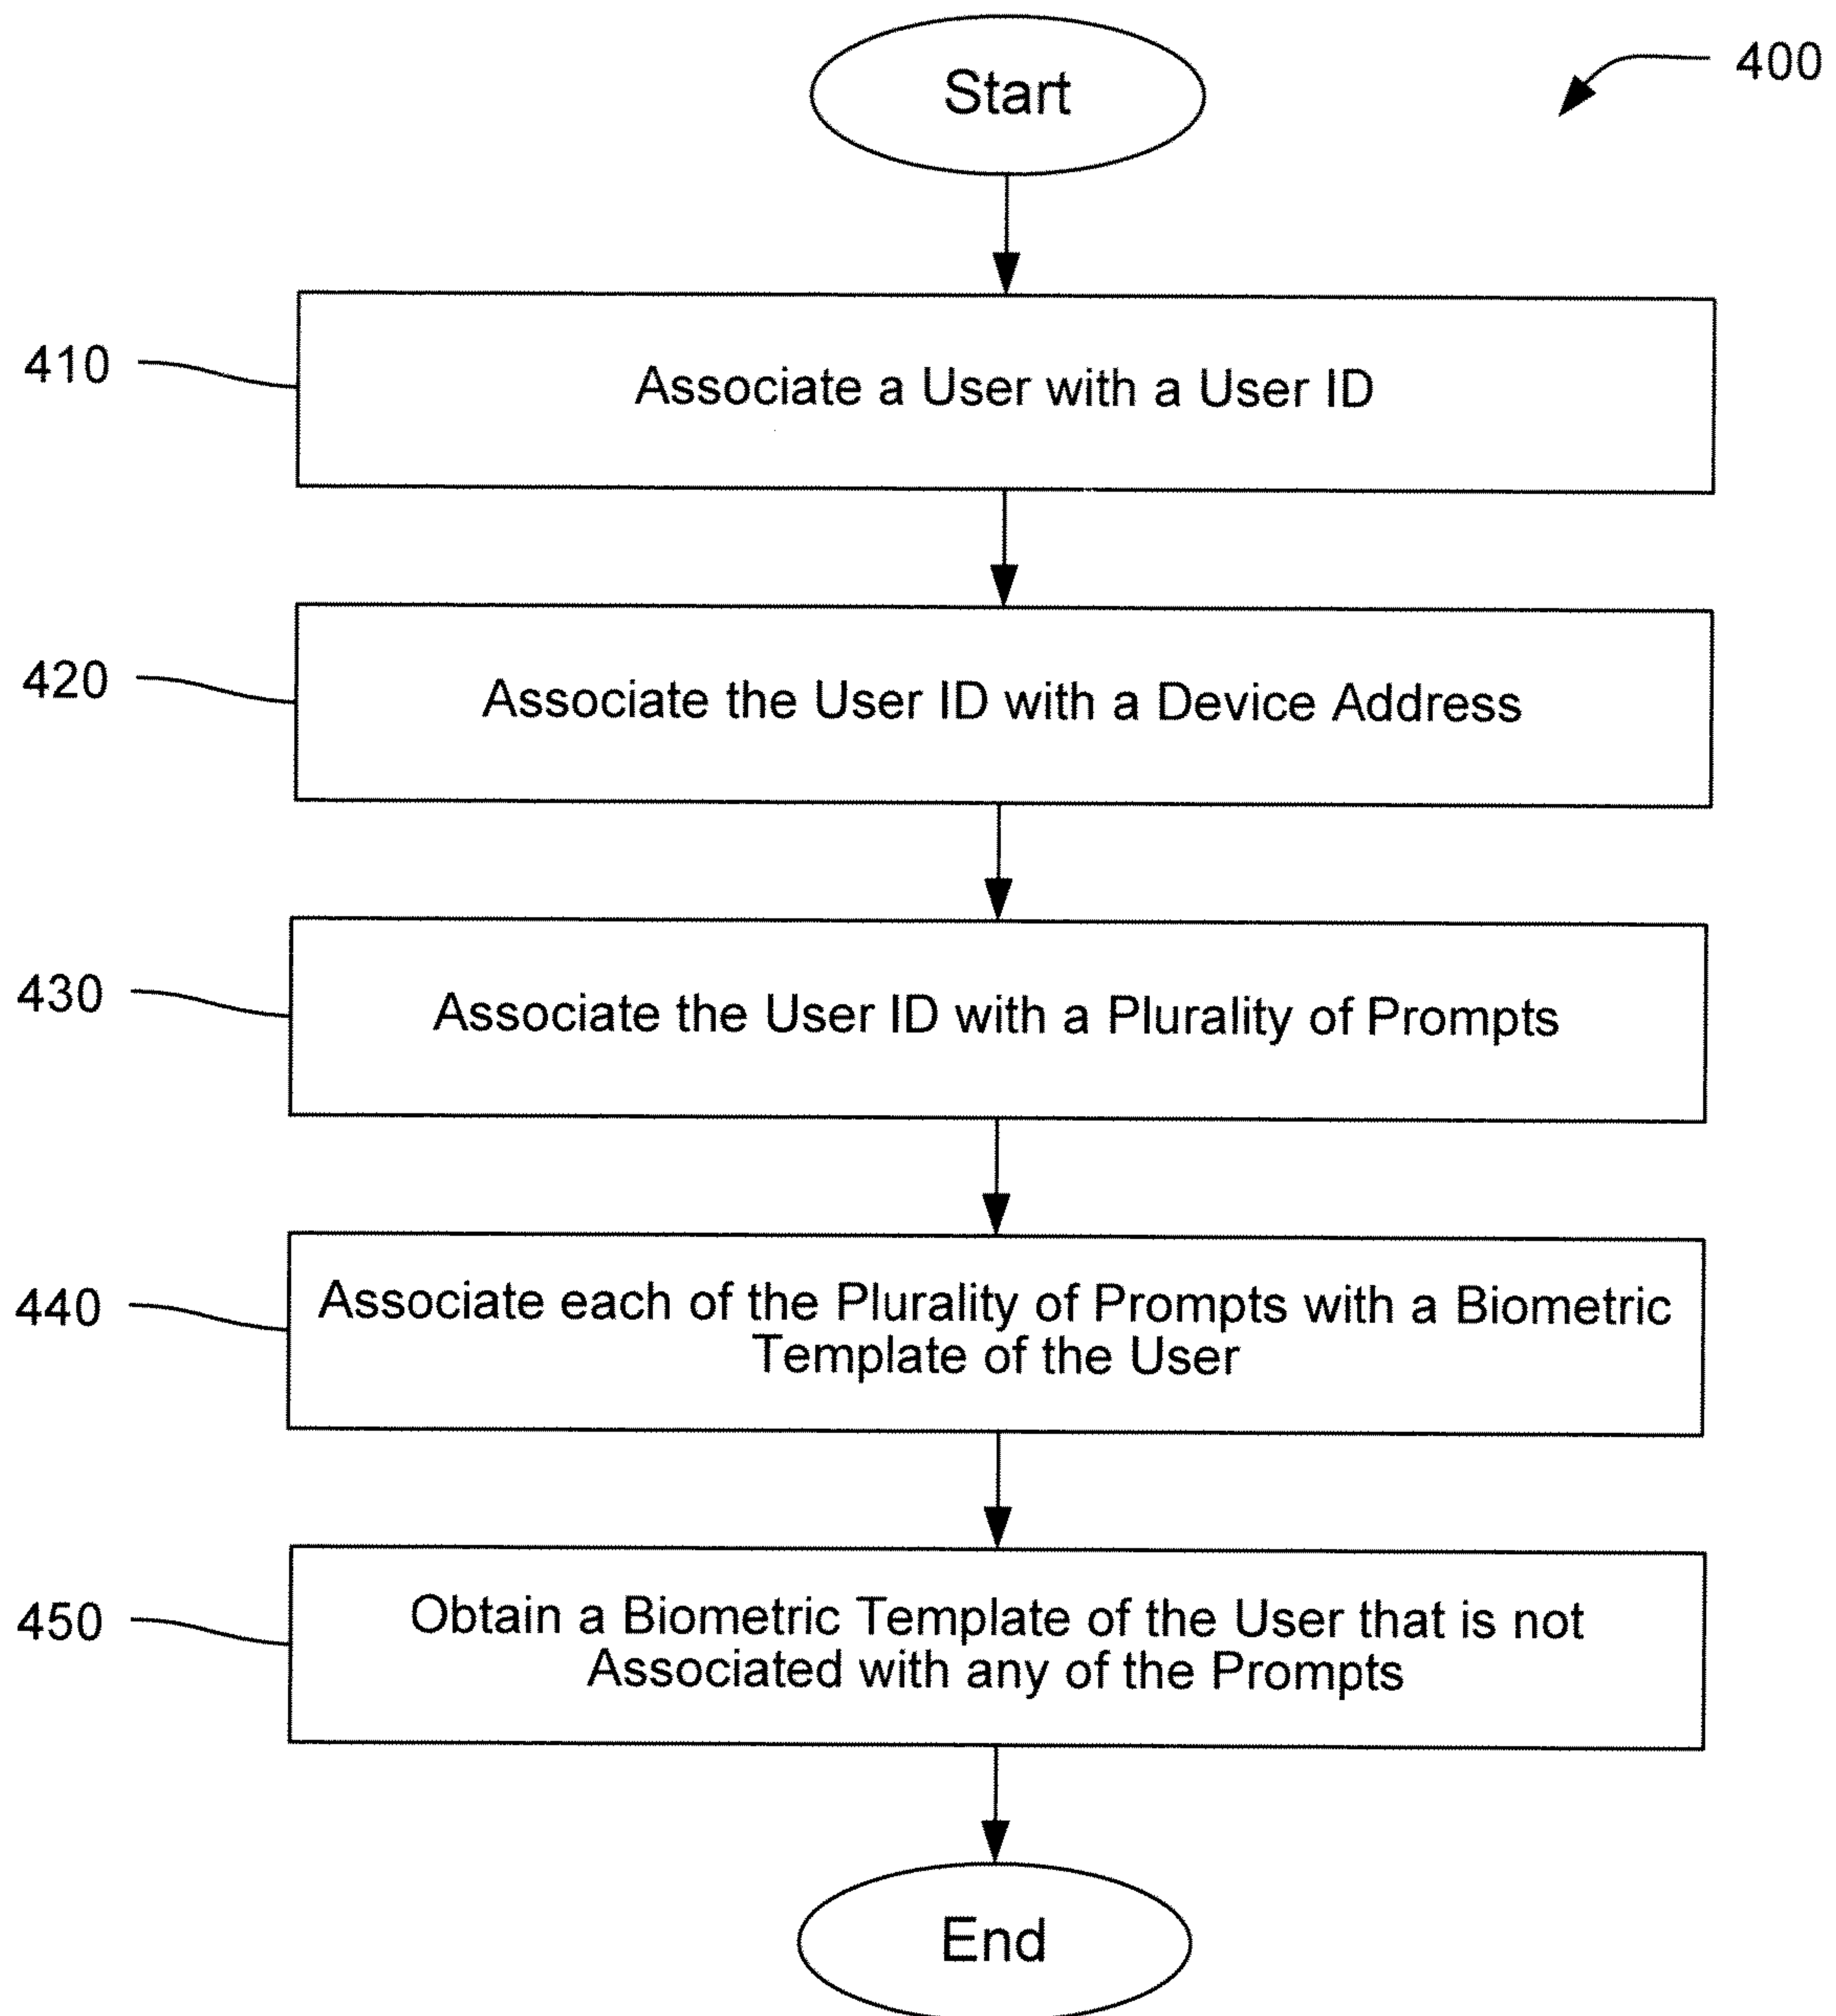 Start
400
410
Associate a User with a User ID
420
Associate the User ID with a Device Address
430
Associate the User ID with a Plurality of Prompts
440
Associate each of the Plurality of Prompts with a Biometric
Template of the User
450
Obtain a Biometric Template of the User that is not
Associated with any of the Prompts
End